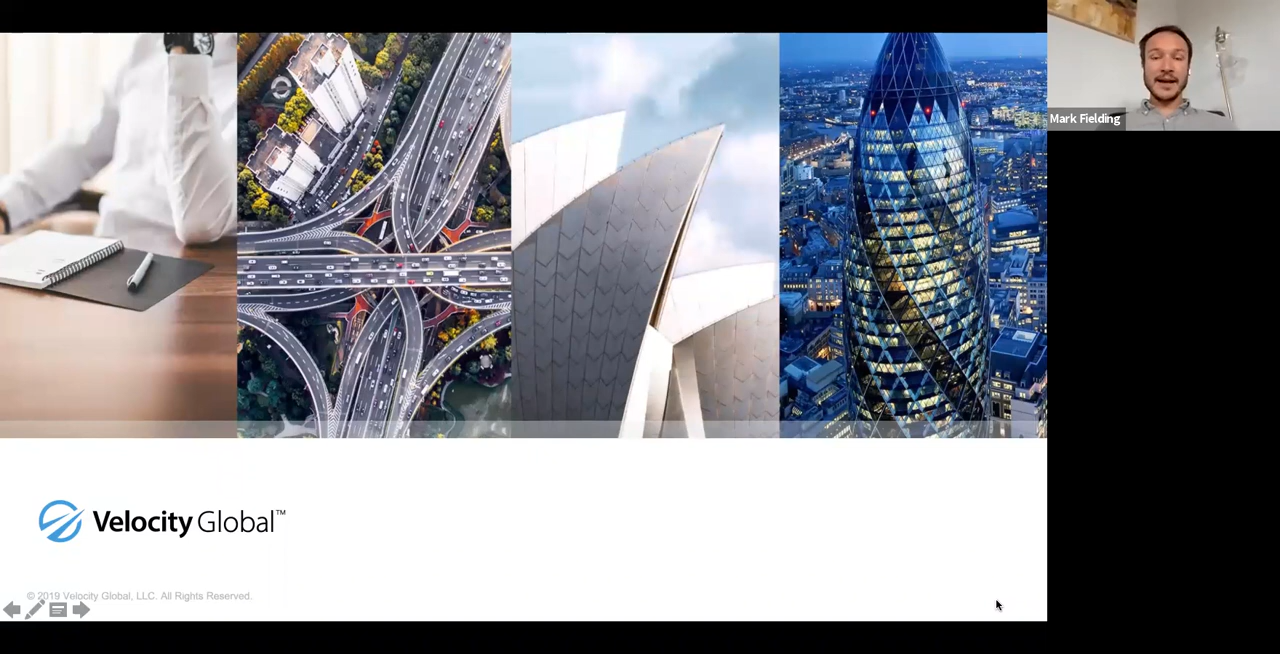 Mark Fielding
Velocity Global™
© 2019 Velocity Global, LLC. All Rights Reserved.